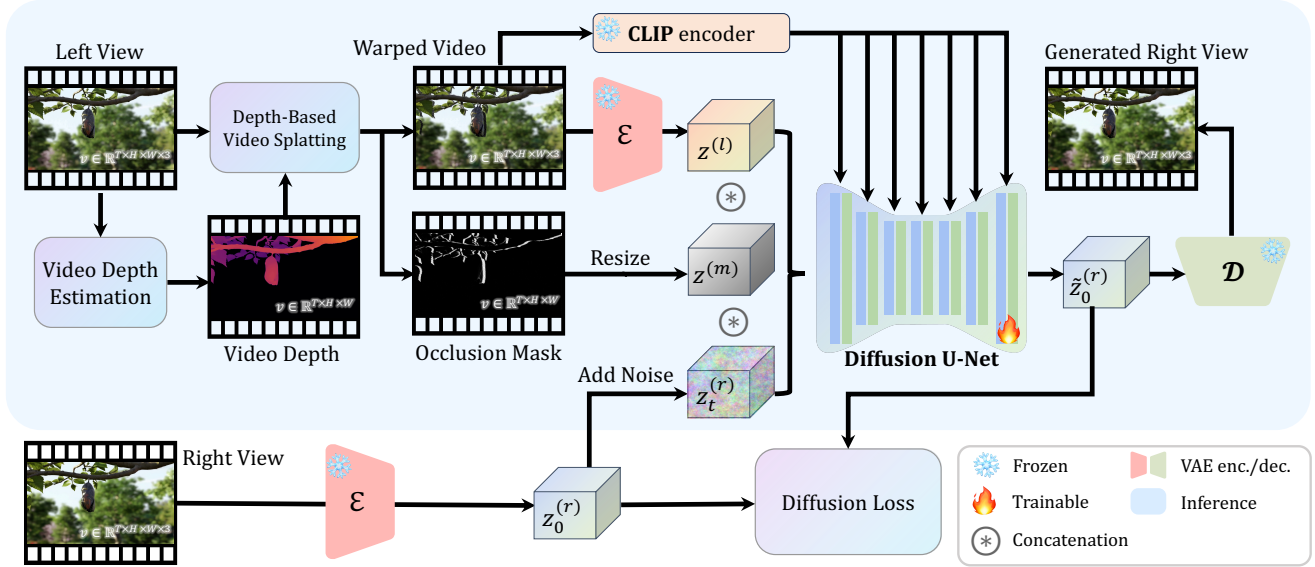 Left View
Warped Video
CLIP encoder
Generated Right View
Depth-Based
Video Splatting
𝓋 ∈ ℝ^{T×H×W×3}
𝓋 ∈ ℝ^{T×H×W×3}
ℰ
z^{(l)}
𝓋 ∈ ℝ^{T×H×W×3}
Video Depth
Estimation
𝓋 ∈ ℝ^{T×H×W}
Video Depth
𝓋 ∈ ℝ^{T×H×W}
Occlusion Mask
Resize
z^{(m)}
Diffusion U-Net
z̃_0^{(r)}
𝓓
Add Noise
z_t^{(r)}
Right View
𝓋 ∈ ℝ^{T×H×W×3}
ℰ
z_0^{(r)}
Diffusion Loss
Frozen
VAE enc./dec.
Trainable
Inference
Concatenation